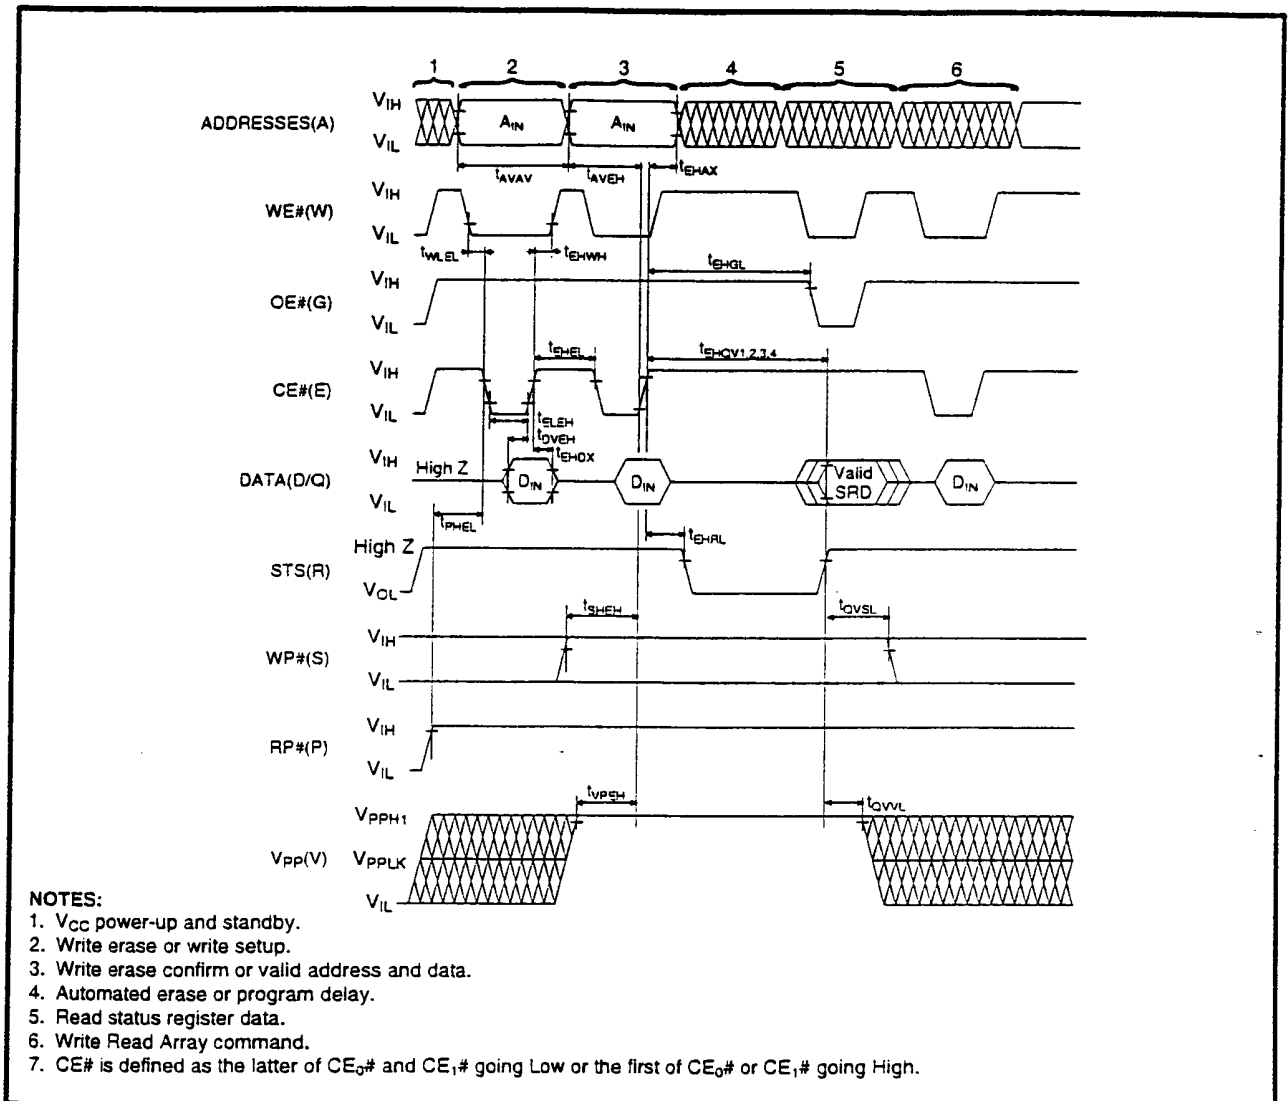 1 2 3 4 5 6
VIH
ADDRESSES(A)
AIN AIN
VIL
tAVAV tAVEH tEHAX
VIH
WE#(W)
VIL
tWLEL tEHWH
tEHGL
VIH
OE#(G)
VIL
tEHEL tEHQV1,2,3,4
VIH
CE#(E)
VIL
tELEH
tDVEH
tEHDX
VIH
DATA(D/Q)
High Z
DIN DIN Valid SRD DIN
VIL
tPHEL
tEHRL
High Z
STS(R)
VOL
tSHEH tQVSL
VIH
WP#(S)
VIL
VIH
RP#(P)
VIL
tVPEH tQVVL
VPPH1
VPP(V) VPPLK
VIL
NOTES:
1. VCC power-up and standby.
2. Write erase or write setup.
3. Write erase confirm or valid address and data.
4. Automated erase or program delay.
5. Read status register data.
6. Write Read Array command.
7. CE# is defined as the latter of CE0# and CE1# going Low or the first of CE0# or CE1# going High.